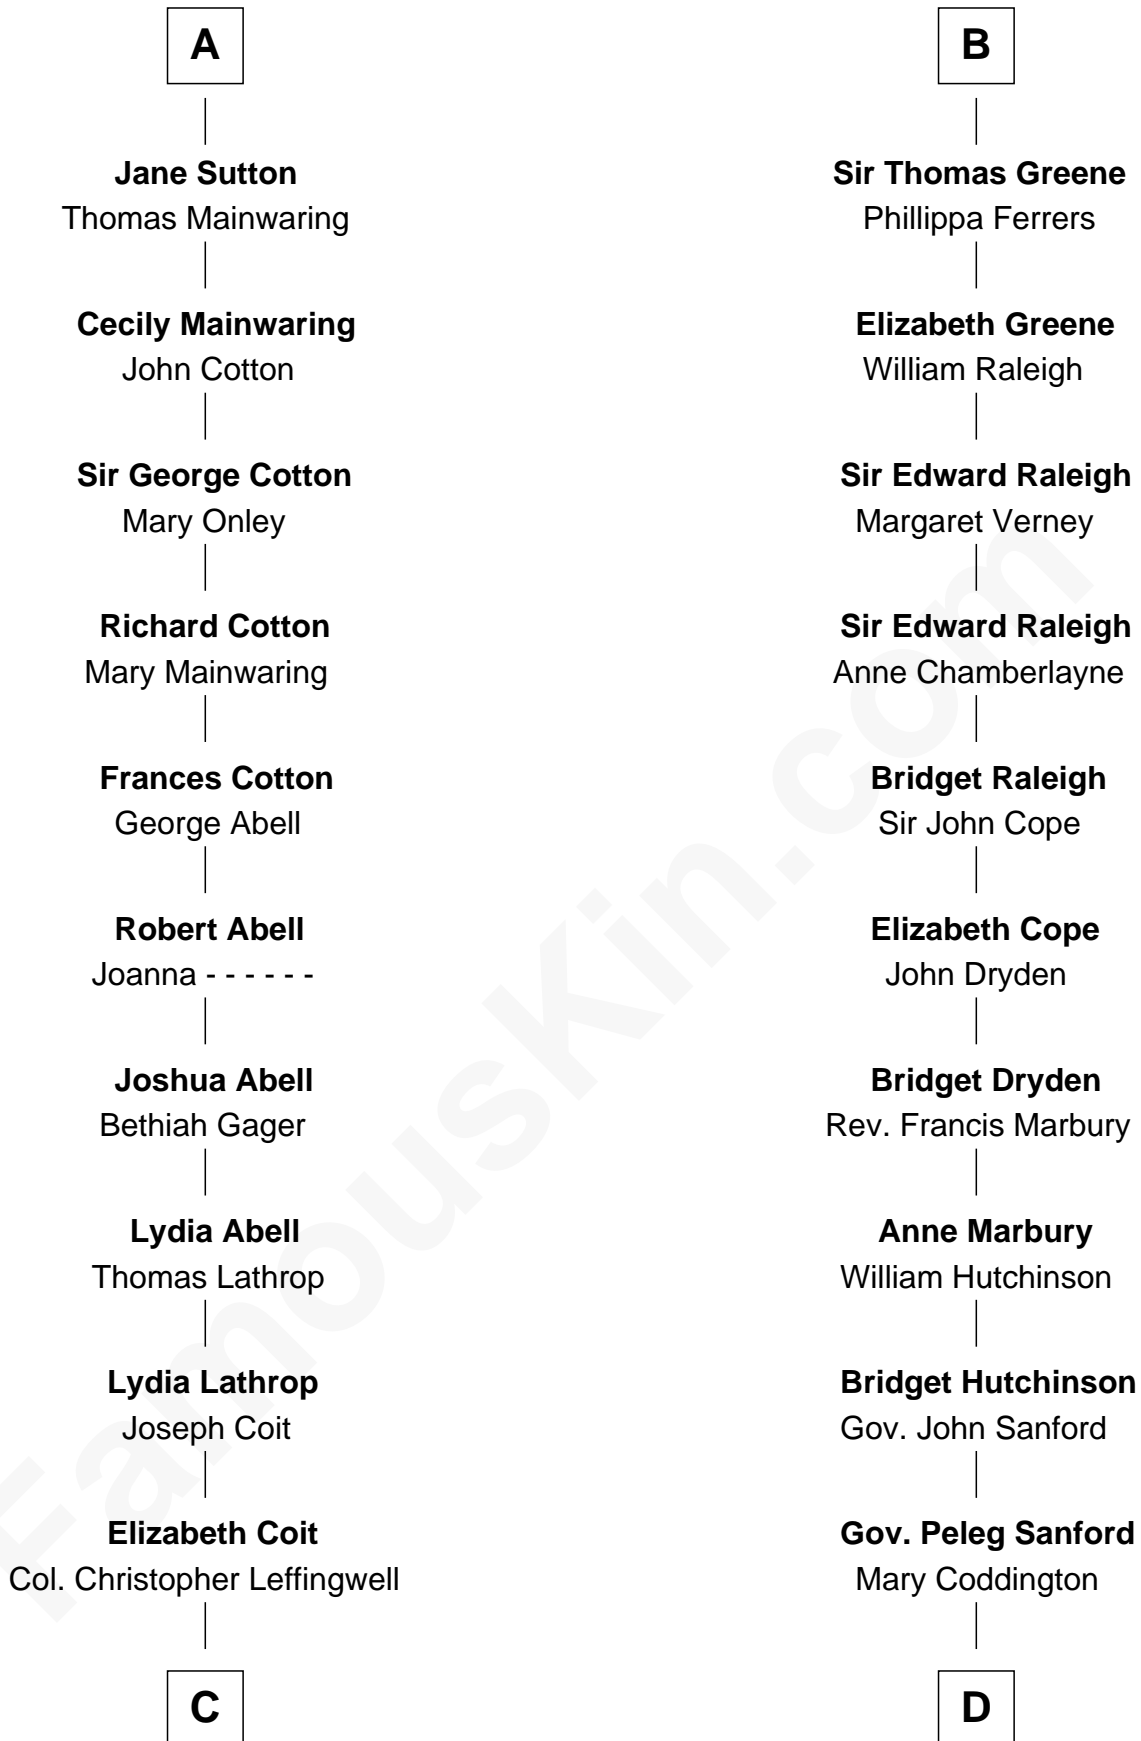 A
Jane Sutton
Thomas Mainwaring
Cecily Mainwaring
John Cotton
Sir George Cotton
Mary Onley
Richard Cotton
Mary Mainwaring
Frances Cotton
George Abell
Robert Abell
Joanna - - - - - -
Joshua Abell
Bethiah Gager
Lydia Abell
Thomas Lathrop
Lydia Lathrop
Joseph Coit
Elizabeth Coit
Col. Christopher Leffingwell
C
B
Sir Thomas Greene
Phillippa Ferrers
Elizabeth Greene
William Raleigh
Sir Edward Raleigh
Margaret Verney
Sir Edward Raleigh
Anne Chamberlayne
Bridget Raleigh
Sir John Cope
Elizabeth Cope
John Dryden
Bridget Dryden
Rev. Francis Marbury
Anne Marbury
William Hutchinson
Bridget Hutchinson
Gov. John Sanford
Gov. Peleg Sanford
Mary Coddington
D
FamousKin.com